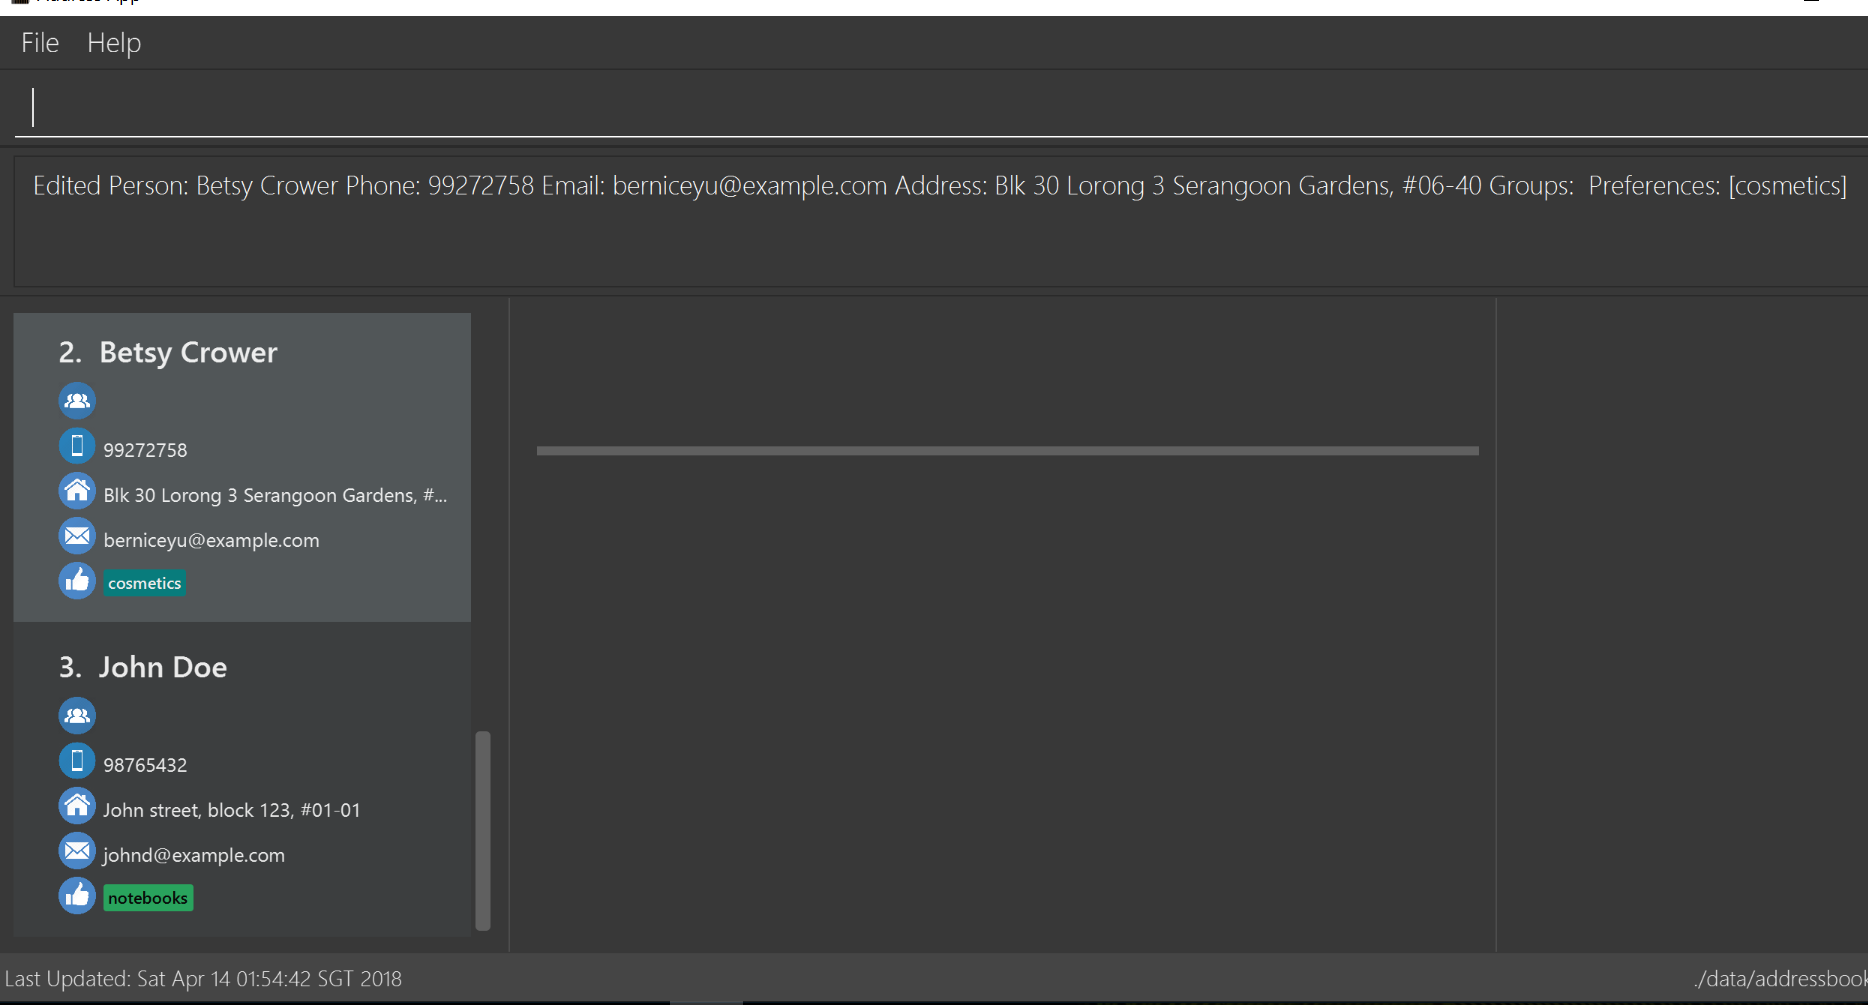 Address App
File Help
Edited Person: Betsy Crower Phone: 99272758 Email: berniceyu@example.com Address: Blk 30 Lorong 3 Serangoon Gardens, #06-40 Groups:  Preferences: [cosmetics]
2. Betsy Crower
99272758
Blk 30 Lorong 3 Serangoon Gardens, #...
berniceyu@example.com
cosmetics
3. John Doe
98765432
John street, block 123, #01-01
johnd@example.com
notebooks
Last Updated: Sat Apr 14 01:54:42 SGT 2018
./data/addressbook